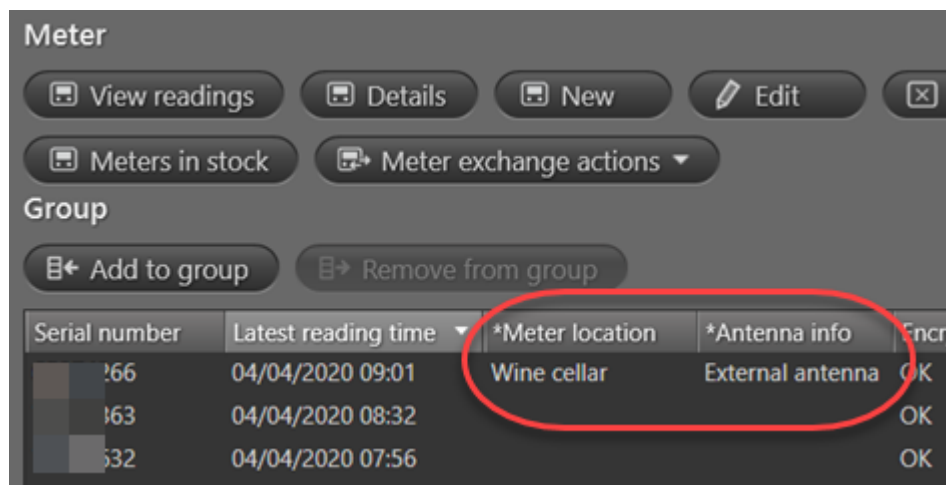 Meter
View readings Details New Edit
Meters in stock Meter exchange actions
Group
Add to group Remove from group
Serial number Latest reading time *Meter location *Antenna info Encr
266 04/04/2020 09:01 Wine cellar External antenna OK
363 04/04/2020 08:32 OK
532 04/04/2020 07:56 OK